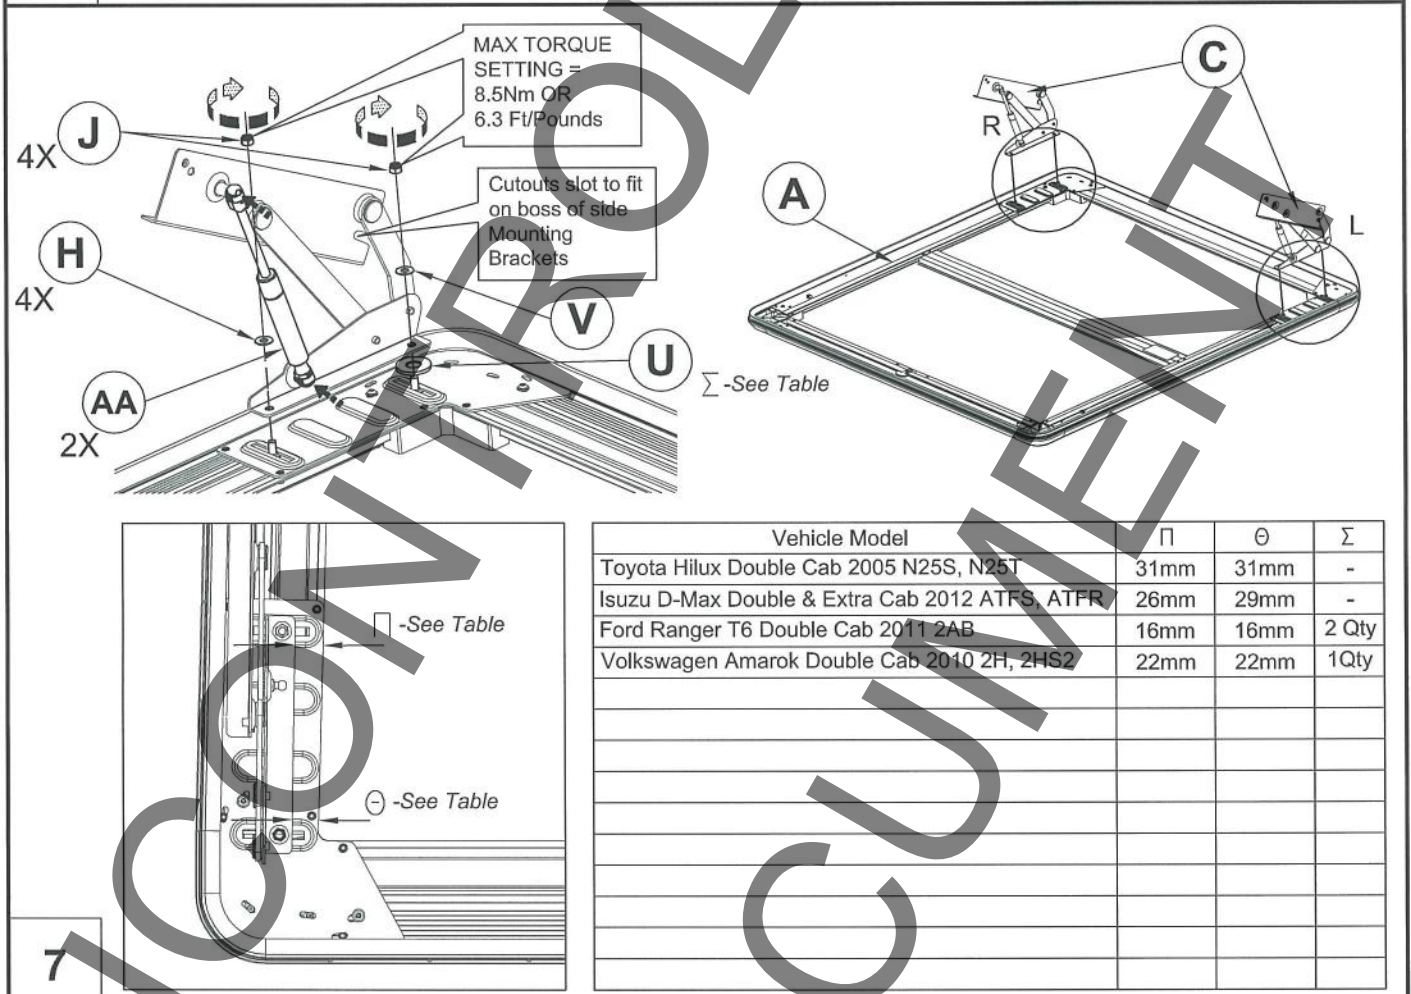 MAX TORQUE
SETTING =
8.5Nm OR
6.3 Ft/Pounds
J
4X
Cutouts slot to fit
on boss of side
Mounting
Brackets
H
4X
V
U
AA
2X
C
R
A
L
Σ -See Table
Π -See Table
Θ -See Table
Vehicle Model Π Θ Σ
Toyota Hilux Double Cab 2005 N25S, N25T 31mm 31mm -
Isuzu D-Max Double & Extra Cab 2012 ATFS, ATFR 26mm 29mm -
Ford Ranger T6 Double Cab 2011 2AB 16mm 16mm 2 Qty
Volkswagen Amarok Double Cab 2010 2H, 2HS2 22mm 22mm 1Qty
7
CONTROL
CUMENT